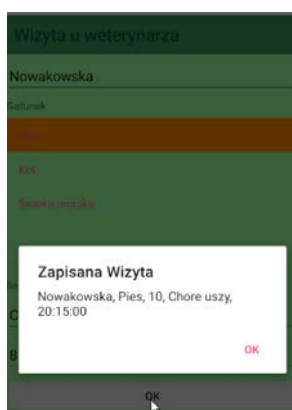 Wizyta u weterynarza
Nowakowska
Gatunek
Pies
Kot
Świnka morska
Zapisana Wizyta
Nowakowska, Pies, 10, Chore uszy,
20:15:00
OK
C
8
OK